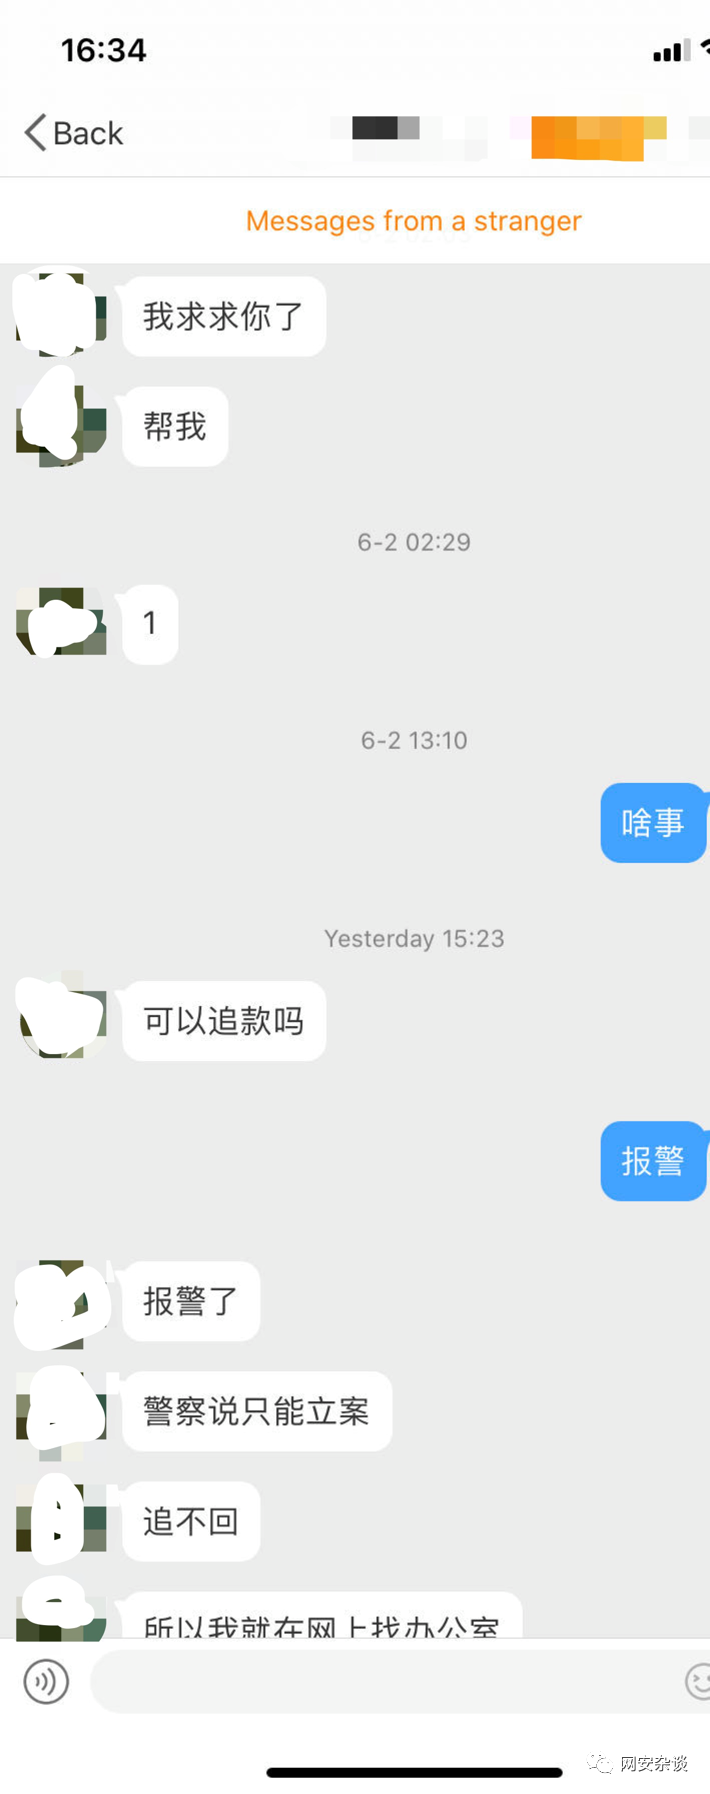 16:34
Back
Messages from a stranger
我求求你了
帮我
6-2 02:29
1
6-2 13:10
啥事
Yesterday 15:23
可以追款吗
报警
报警了
警察说只能立案
追不回
所以我就在网上找办公室
网安杂谈